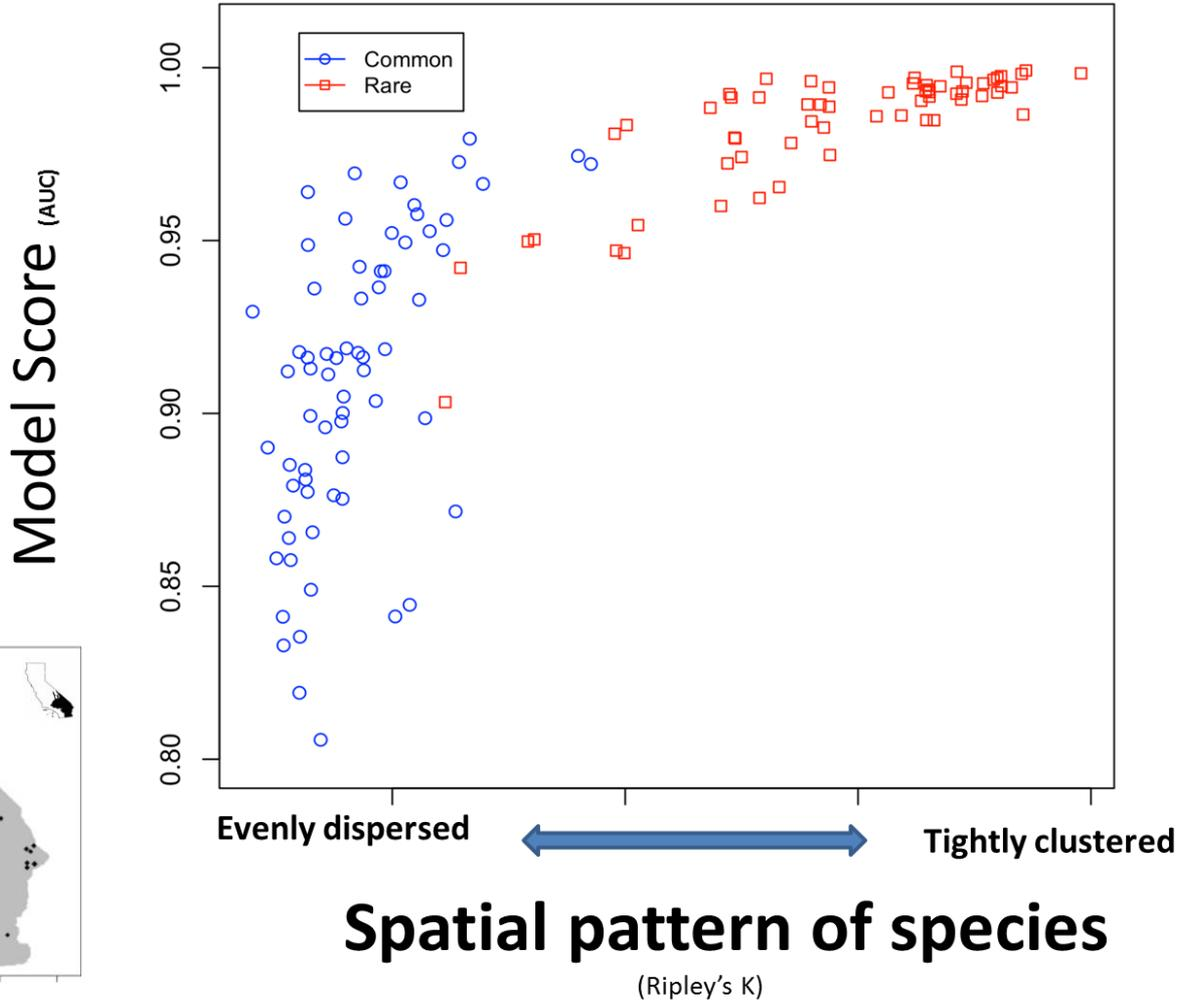 Model Score (AUC)
1.00
0.95
0.90
0.85
0.80
Common
Rare
Evenly dispersed
Tightly clustered
Spatial pattern of species
(Ripley's K)